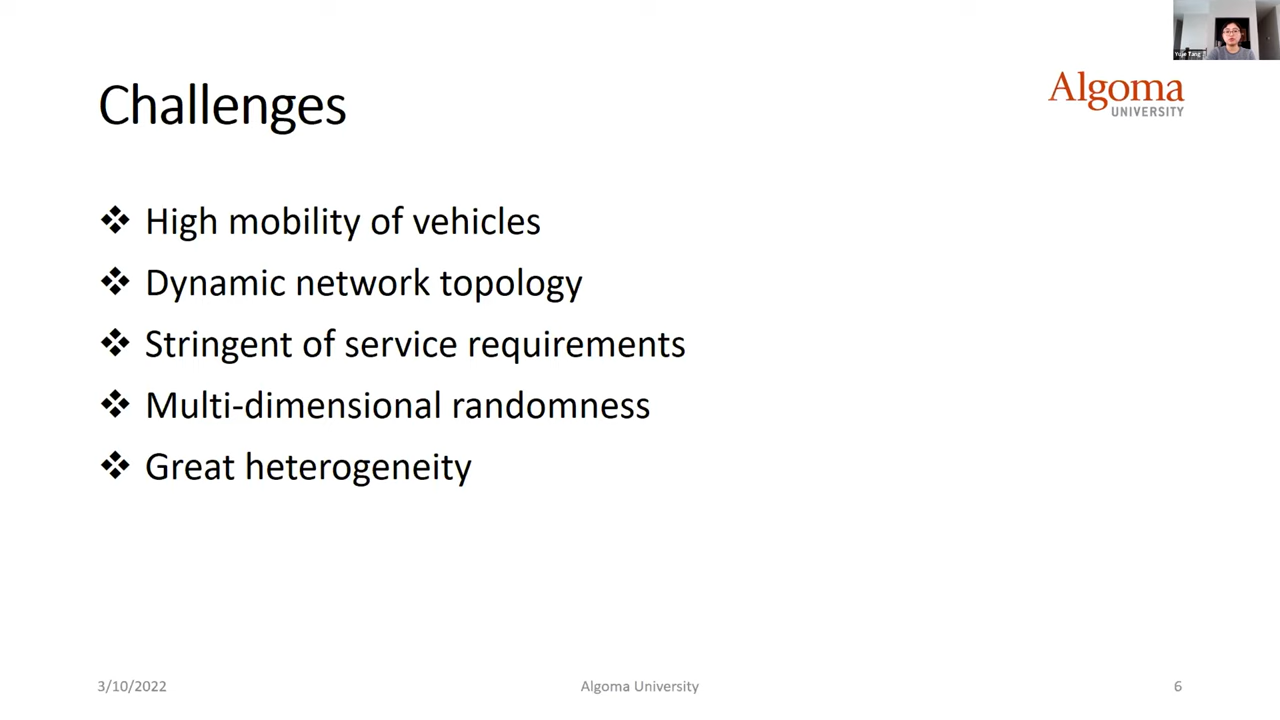 Challenges
Algoma
UNIVERSITY
❖ High mobility of vehicles
❖ Dynamic network topology
❖ Stringent of service requirements
❖ Multi-dimensional randomness
❖ Great heterogeneity
3/10/2022
Algoma University
6